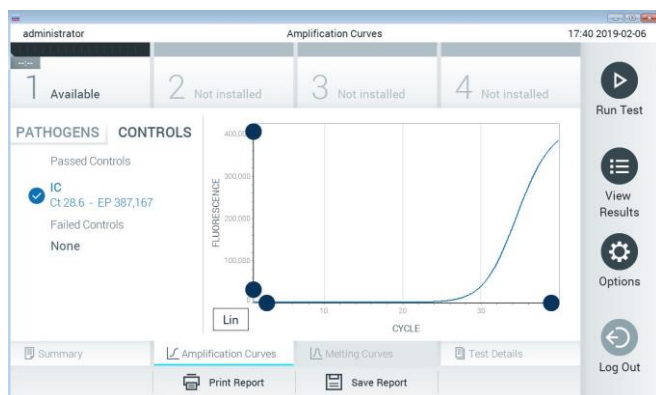 administrator
Amplification Curves
17:40 2019-02-06
--:--
1 Available
2 Not installed
3 Not installed
4 Not installed
Run Test
PATHOGENS CONTROLS
Passed Controls
IC
Ct 28.6 - EP 387,167
Failed Controls
None
FLUORESCENCE
400,000
300,000
200,000
100,000
0
10 20 30
CYCLE
Lin
View
Results
Options
Log Out
Summary
Amplification Curves
Melting Curves
Test Details
Print Report
Save Report